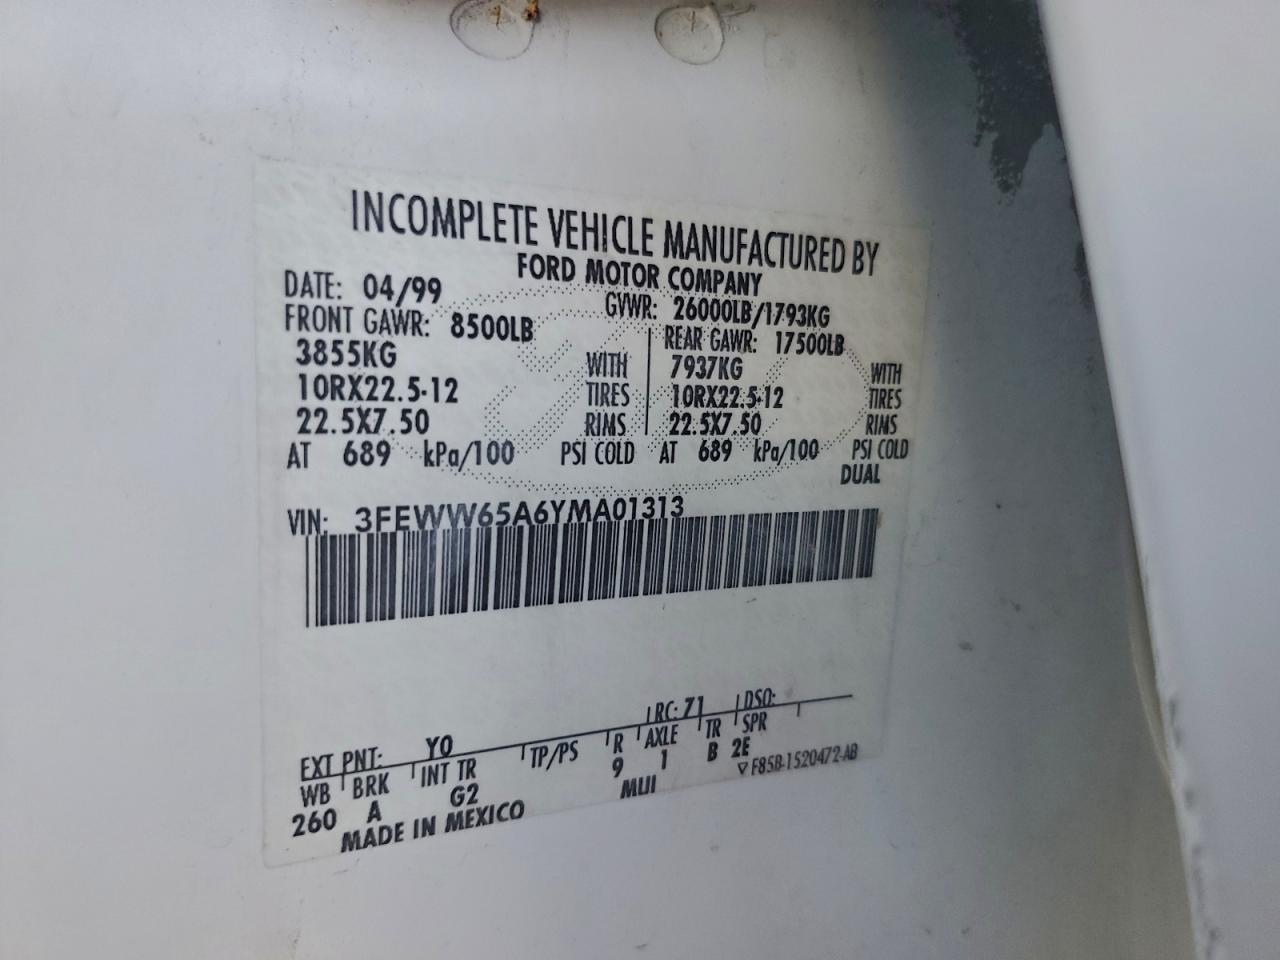 INCOMPLETE VEHICLE MANUFACTURED BY
FORD MOTOR COMPANY
DATE: 04/99 GVWR: 26000LB/1793KG
FRONT GAWR: 8500LB REAR GAWR: 17500LB
3855KG WITH 7937KG WITH
10RX22.5-12 TIRES 10RX22.5-12 TIRES
22.5X7.50 RIMS 22.5X7.50 RIMS
AT 689 kPa/100 PSI COLD AT 689 kPa/100 PSI COLD
DUAL
VIN: 3FEWW65A6YMA01313
EXT PNT: YO RC: 71 DSO:
WB BRK INT TR TP/PS R AXLE TR SPR
260 A G2 9 1 B 2E
MADE IN MEXICO MUI F85B-1520472-AB